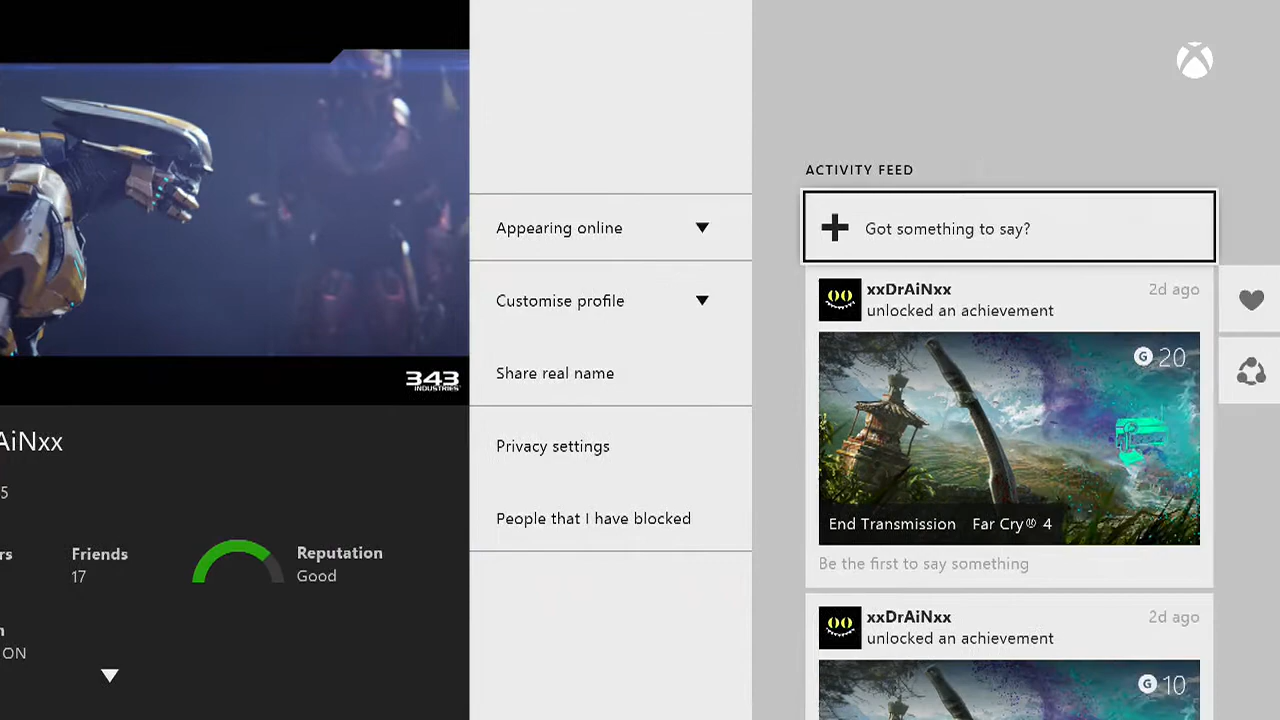 343
INDUSTRIES
AiNxx
5
rs
Friends
17
Reputation
Good
n
ON
Appearing online
Customise profile
Share real name
Privacy settings
People that I have blocked
ACTIVITY FEED
Got something to say?
xxDrAiNxx
2d ago
unlocked an achievement
G 20
End Transmission Far Cry® 4
Be the first to say something
xxDrAiNxx
2d ago
unlocked an achievement
G 10